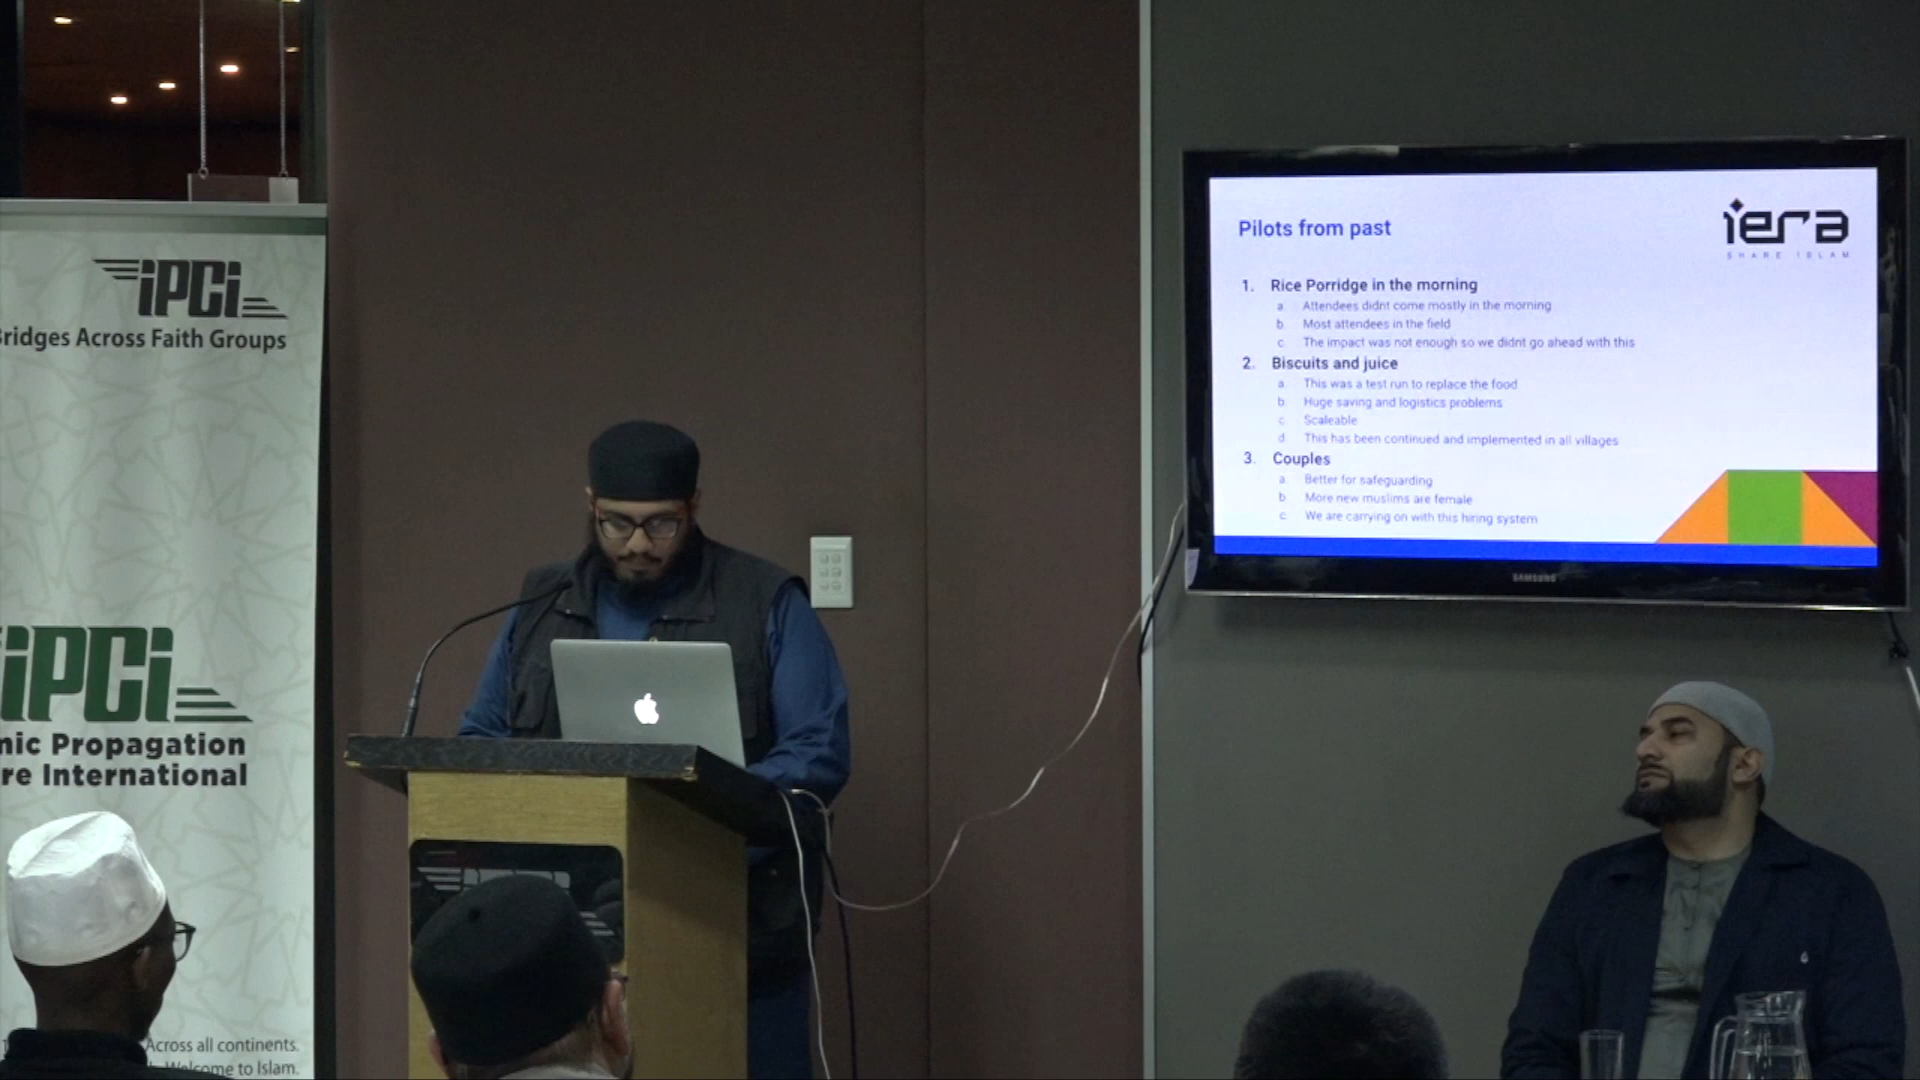 iPCi
Bridges Across Faith Groups
iPCi
mic Propagation
re International
Across all continents.
Welcome to Islam.
Pilots from past
iera
SHARE ISLAM
1. Rice Porridge in the morning
a. Attendees didnt come mostly in the morning
b. Most attendees in the field
c. The impact was not enough so we didnt go ahead with this
2. Biscuits and juice
a. This was a test run to replace the food
b. Huge saving and logistics problems
c. Scaleable
d. This has been continued and implemented in all villages
3. Couples
a. Better for safeguarding
b. More new muslims are female
c. We are carrying on with this hiring system
SAMSUNG